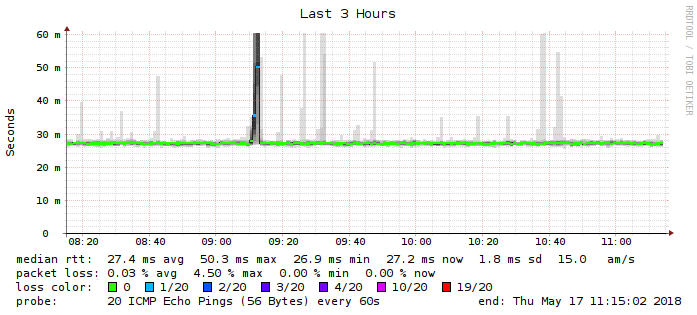 Last 3 Hours
RRDTOOL / TOBI OETIKER
Seconds
60 m
50 m
40 m
30 m
20 m
10 m
0
08:20 08:40 09:00 09:20 09:40 10:00 10:20 10:40 11:00
median rtt: 27.4 ms avg 50.3 ms max 26.9 ms min 27.2 ms now 1.8 ms sd 15.0 am/s
packet loss: 0.03 % avg 4.50 % max 0.00 % min 0.00 % now
loss color: 0 1/20 2/20 3/20 4/20 10/20 19/20
probe: 20 ICMP Echo Pings (56 Bytes) every 60s end: Thu May 17 11:15:02 2018